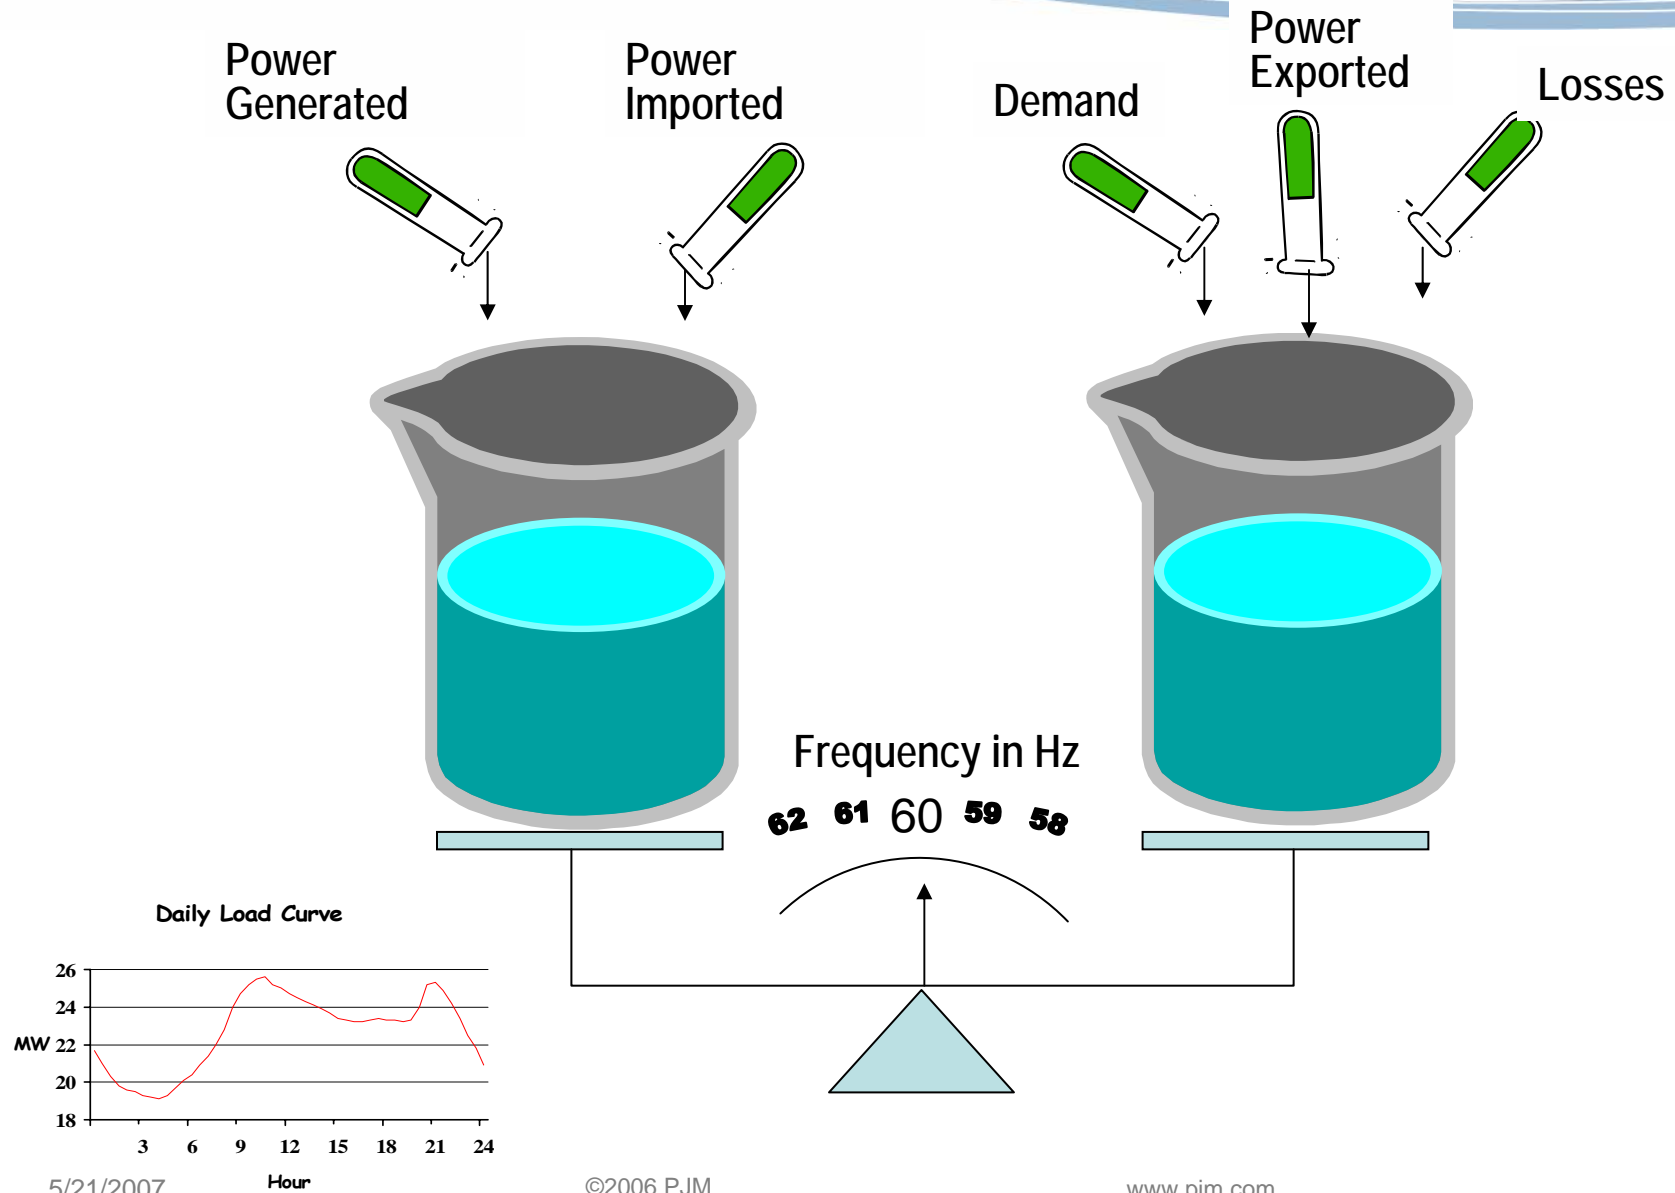 Power
Generated
Power
Imported
Demand
Power
Exported
Losses
Frequency in Hz
62 61 60 59 58
Daily Load Curve
26
24
MW 22
20
18
3 6 9 12 15 18 21 24
Hour
5/21/2007
©2006 PJM
www.pjm.com